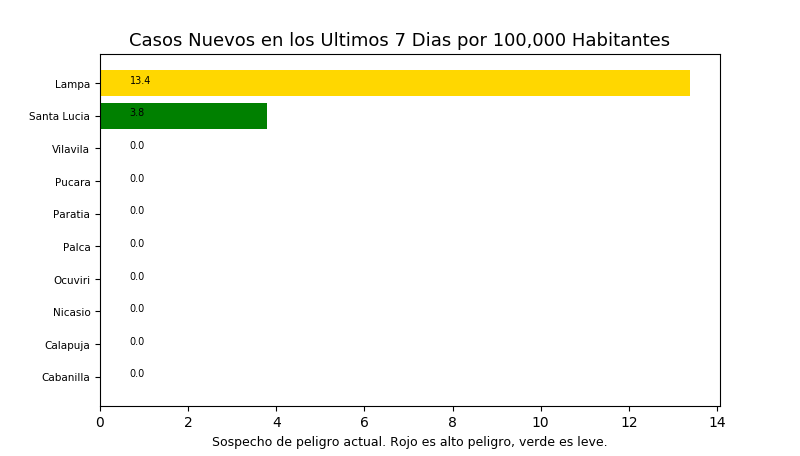 Casos Nuevos en los Ultimos 7 Dias por 100,000 Habitantes
Lampa 13.4
Santa Lucia 3.8
Vilavila 0.0
Pucara 0.0
Paratia 0.0
Palca 0.0
Ocuviri 0.0
Nicasio 0.0
Calapuja 0.0
Cabanilla 0.0
0 2 4 6 8 10 12 14
Sospecho de peligro actual. Rojo es alto peligro, verde es leve.